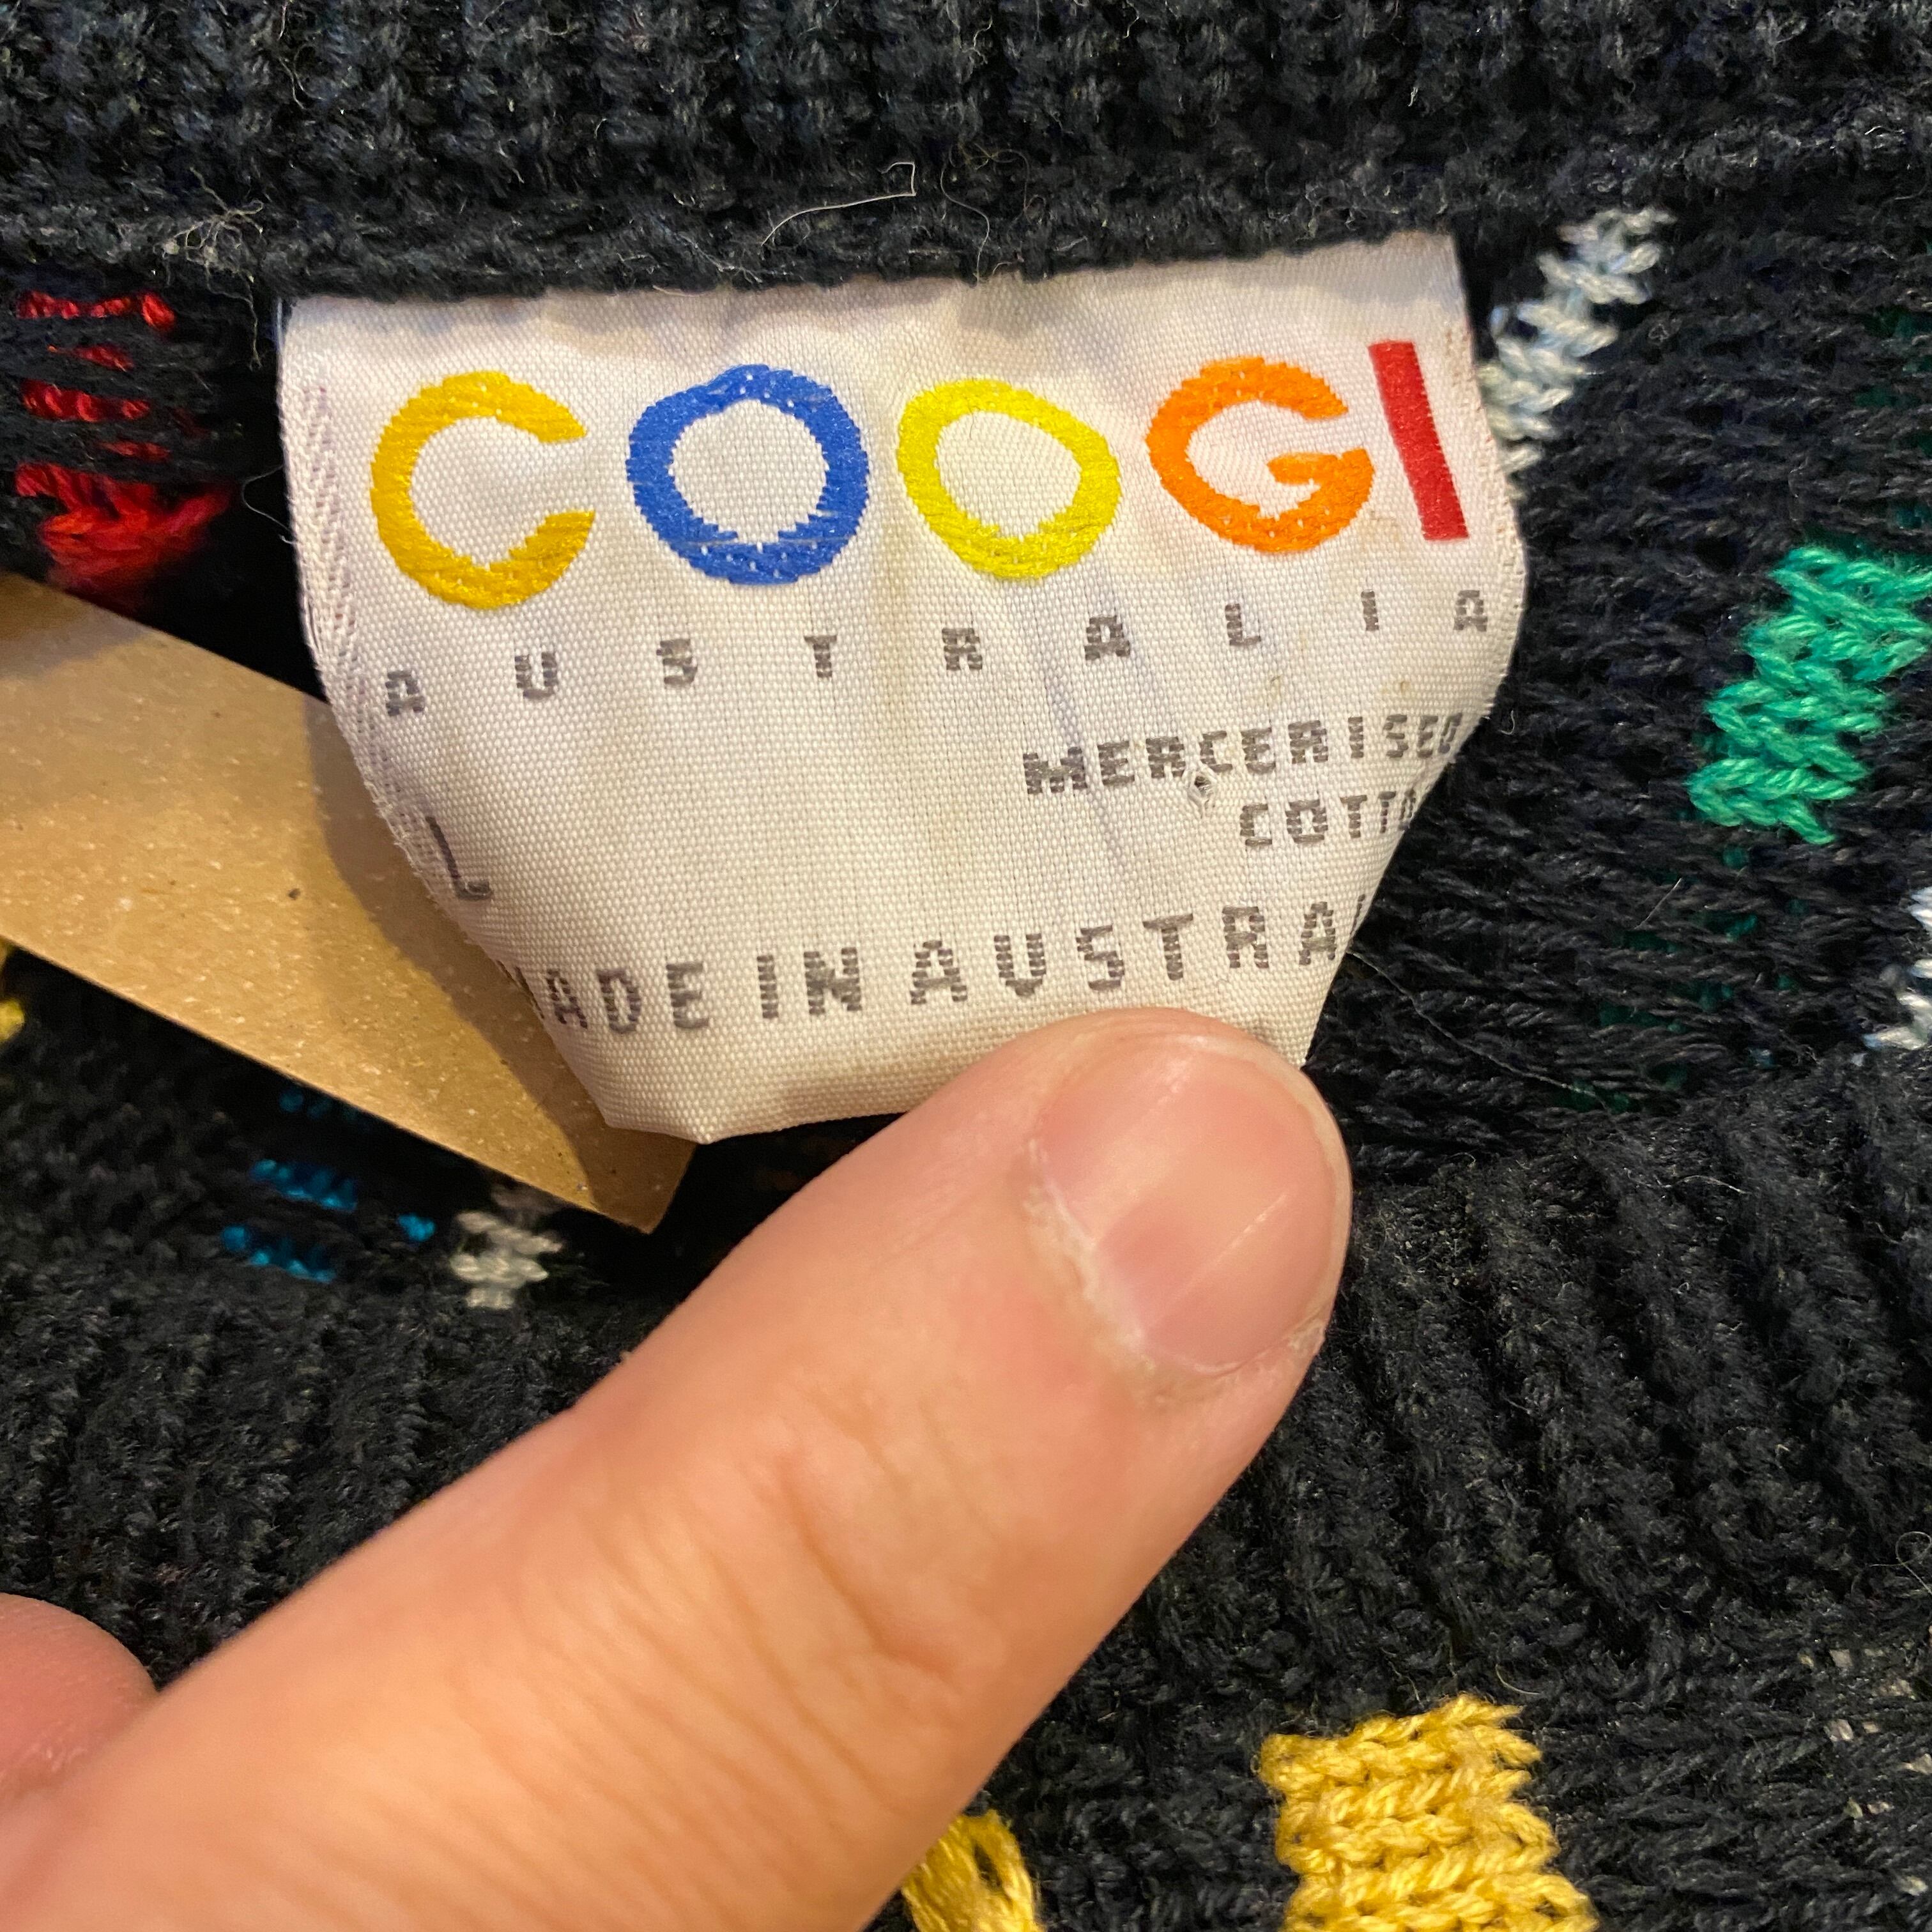 COOGI
AUSTRALIA
MERCERISED
COTTO
L
MADE IN AUSTRA